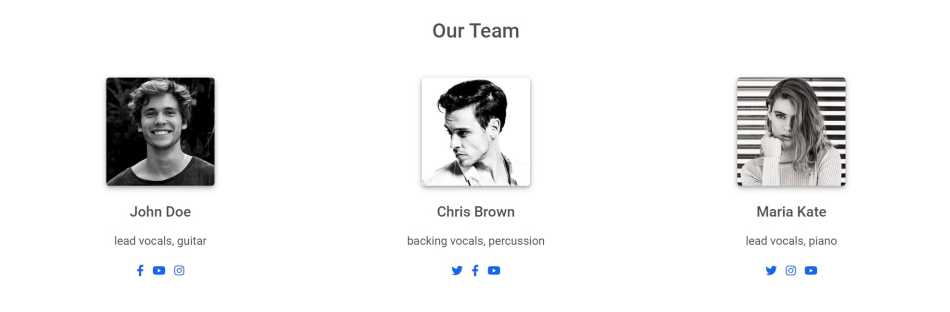 Our Team
John Doe
Chris Brown
Maria Kate
lead vocals, guitar
backing vocals, percussion
lead vocals, piano